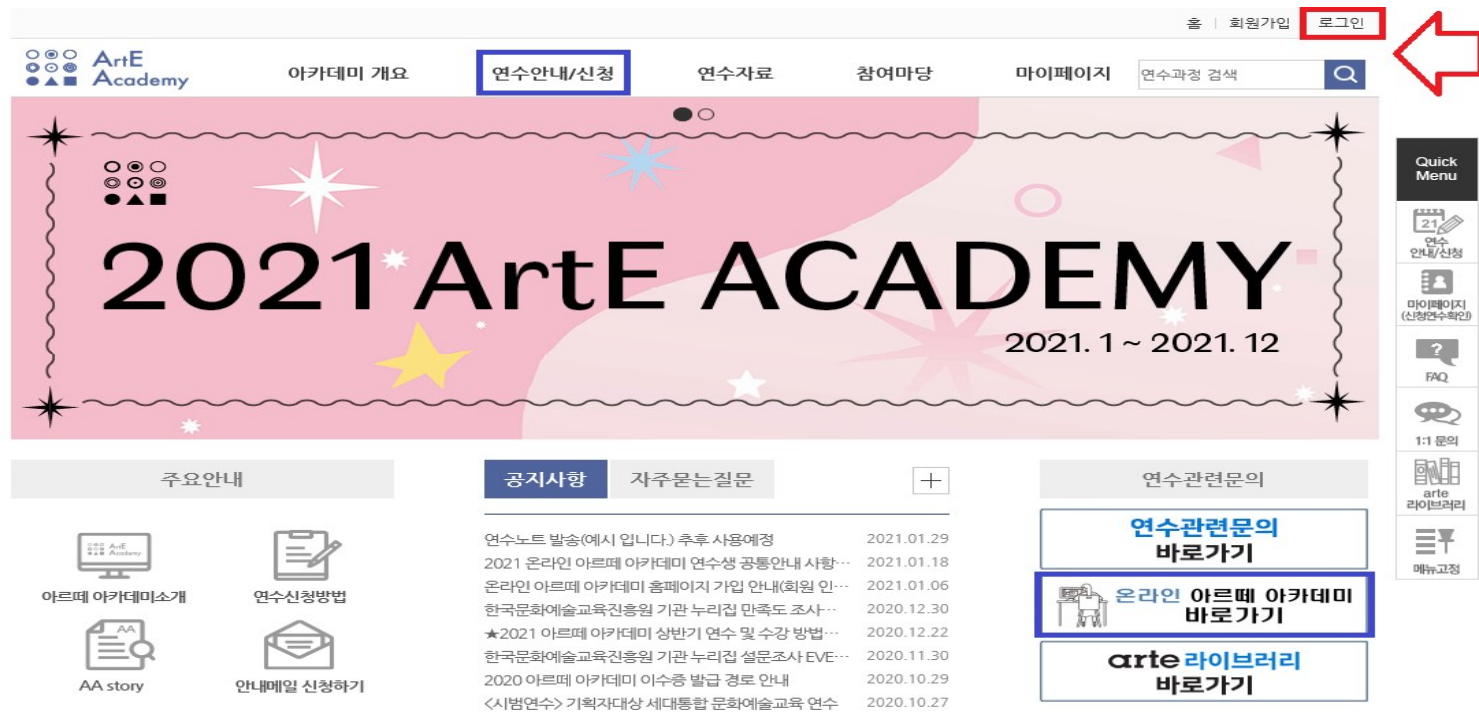 홈 | 회원가입 로그인
ArtE
Academy
아카데미 개요 연수안내/신청 연수자료 참여마당 마이페이지 연수과정 검색
2021 ArtE ACADEMY
2021. 1 ~ 2021. 12
Quick
Menu
21
연수
안내/신청
마이페이지
(신청연수확인)
?
FAQ
1:1 문의
arte
라이브러리
메뉴고정
주요안내
ArtE
Academy
아르떼 아카데미소개
연수신청방법
AA
AA story
안내메일 신청하기
공지사항 자주묻는질문
연수노트 발송(예시 입니다.) 추후 사용예정 2021.01.29
2021 온라인 아르떼 아카데미 연수생 공통안내 사항··· 2021.01.18
온라인 아르떼 아카데미 홈페이지 가입 안내(회원 인··· 2021.01.06
한국문화예술교육진흥원 기관 누리집 만족도 조사··· 2020.12.30
★2021 아르떼 아카데미 상반기 연수 및 수강 방법··· 2020.12.22
한국문화예술교육진흥원 기관 누리집 설문조사 EVE··· 2020.11.30
2020 아르떼 아카데미 이수증 발급 경로 안내 2020.10.29
<시범연수> 기획자대상 세대통합 문화예술교육 연수 2020.10.27
연수관련문의
연수관련문의
바로가기
온라인 아르떼 아카데미
바로가기
arte 라이브러리
바로가기